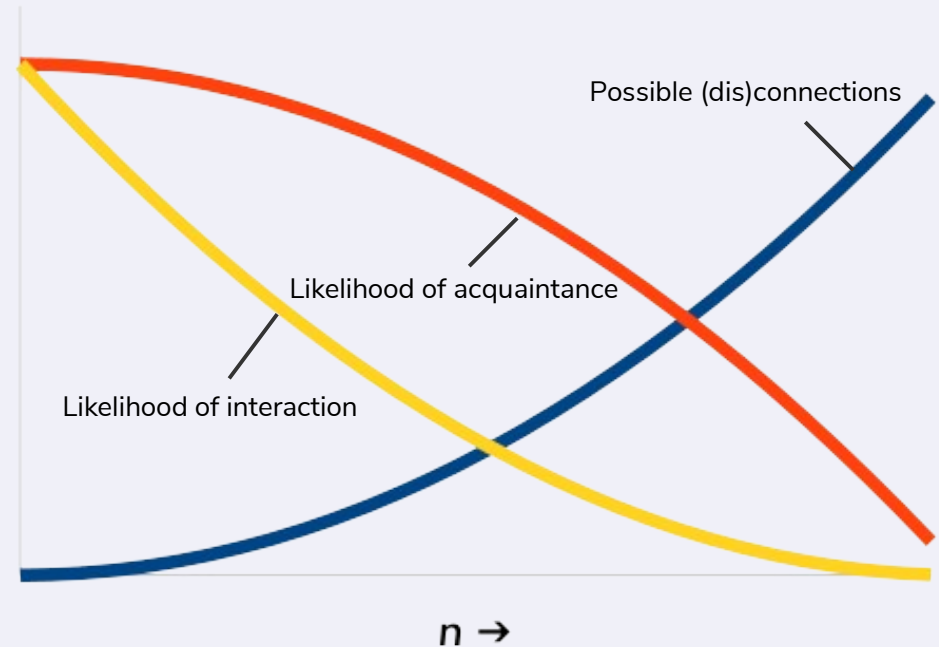 Possible (dis)connections
Likelihood of acquaintance
Likelihood of interaction
n →